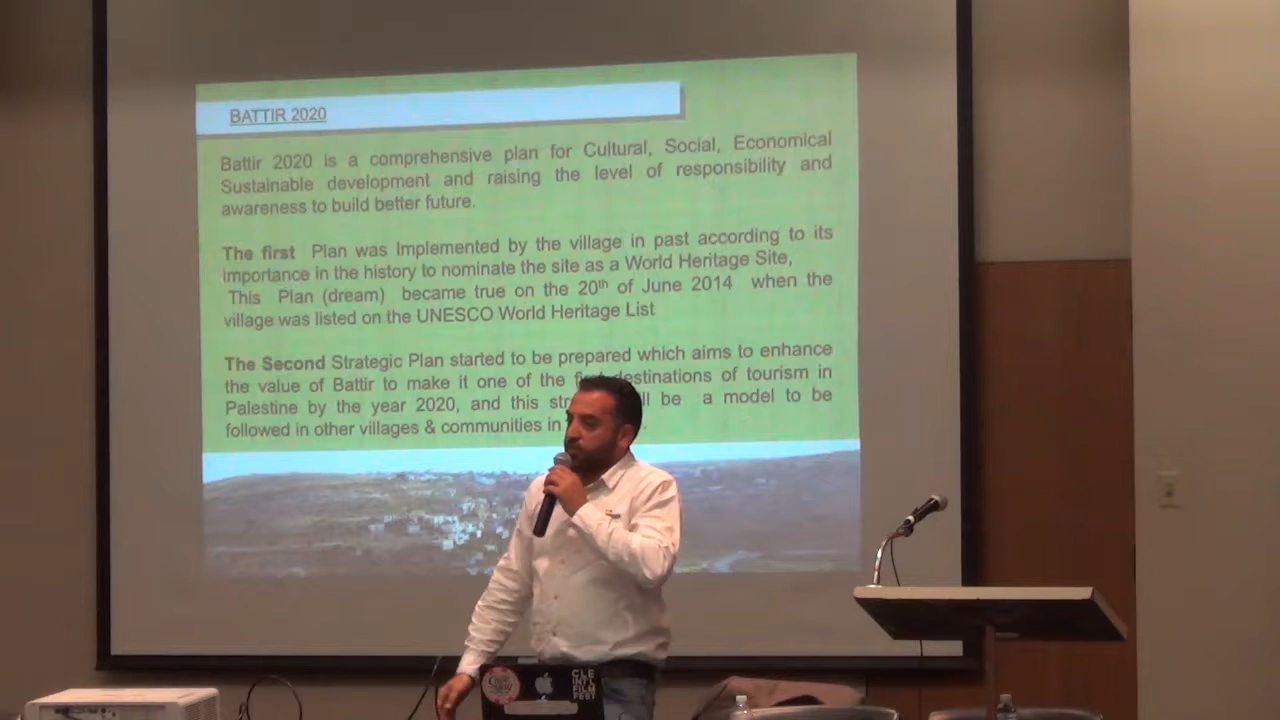 BATTIR 2020
Battir 2020 is a comprehensive plan for Cultural, Social, Economical
Sustainable development and raising the level of responsibility and
awareness to build better future.
The first Plan was Implemented by the village in past according to its
importance in the history to nominate the site as a World Heritage Site,
This Plan (dream) became true on the 20th of June 2014 when the
village was listed on the UNESCO World Heritage List
The Second Strategic Plan started to be prepared which aims to enhance
the value of Battir to make it one of the first destinations of tourism in
Palestine by the year 2020, and this be a model to be
followed in other villages & communities in
CLE
INT'L
FILM
FEST